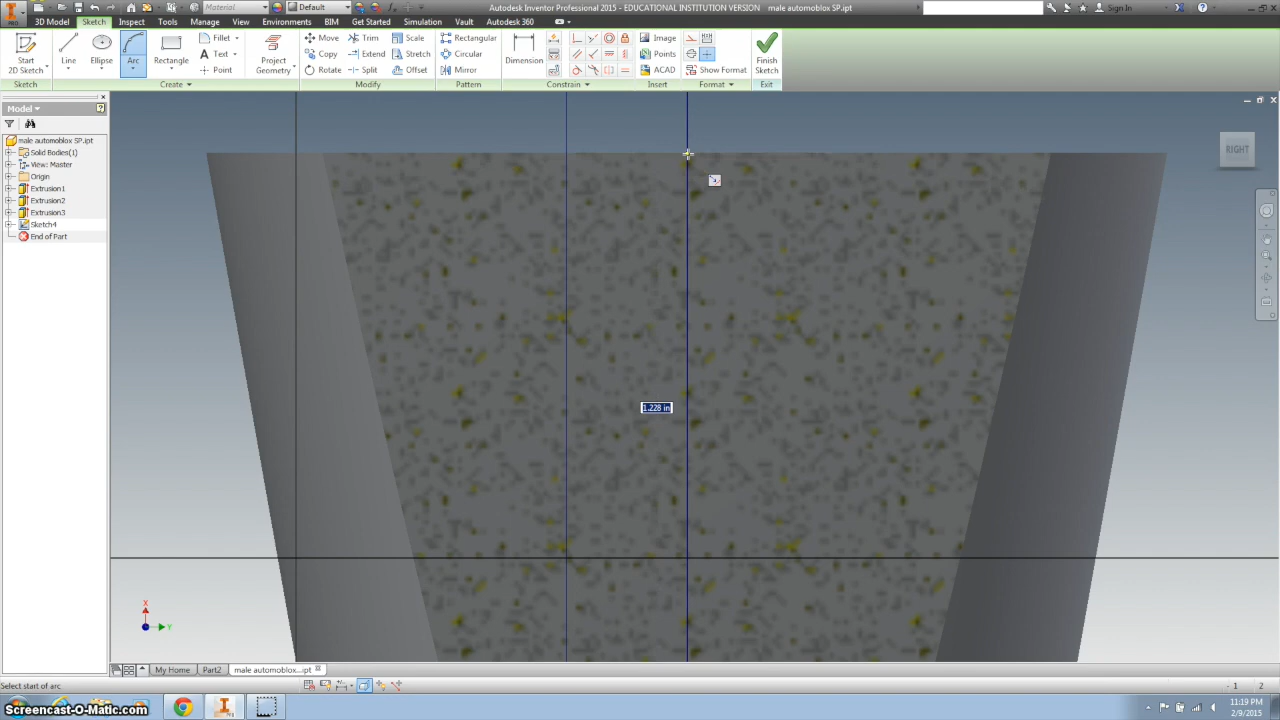 Material
Default
Autodesk Inventor Professional 2015 - EDUCATIONAL INSTITUTION VERSION male automoblox SP.ipt
Sign In
PRO
3D Model
Sketch
Inspect
Tools
Manage
View
Environments
BIM
Get Started
Simulation
Vault
Autodesk 360
Start
2D Sketch
Line
Ellipse
Arc
Rectangle
Fillet
Text
Point
Project
Geometry
Move
Copy
Rotate
Trim
Extend
Split
Scale
Stretch
Offset
Rectangular
Circular
Mirror
Dimension
Image
Points
ACAD
Show Format
Finish
Sketch
Sketch
Create
Modify
Pattern
Constrain
Insert
Format
Exit
Model
male automoblox SP.ipt
Solid Bodies(1)
View: Master
Origin
Extrusion1
Extrusion2
Extrusion3
Sketch4
End of Part
RIGHT
1.228 in
X
Y
My Home
Part2
male automoblox...ipt
Select start of arc
1
2
Screencast-O-Matic.com
11:19 PM
2/9/2015